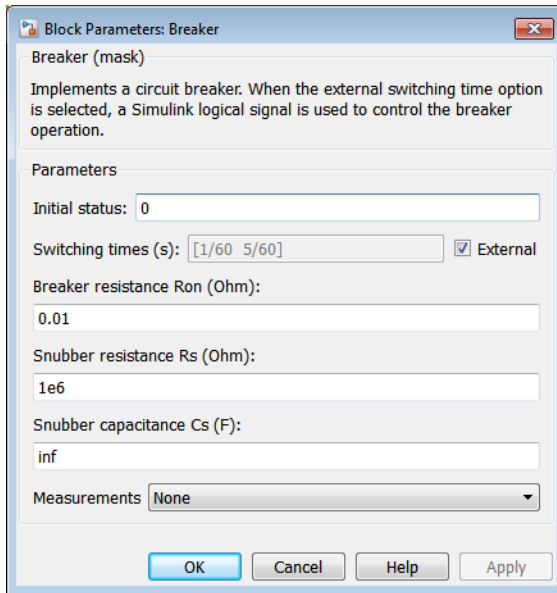 Block Parameters: Breaker
Breaker (mask)
Implements a circuit breaker. When the external switching time option
is selected, a Simulink logical signal is used to control the breaker
operation.
Parameters
Initial status: 0
Switching times (s): [1/60 5/60] External
Breaker resistance Ron (Ohm):
0.01
Snubber resistance Rs (Ohm):
1e6
Snubber capacitance Cs (F):
inf
Measurements None
OK Cancel Help Apply